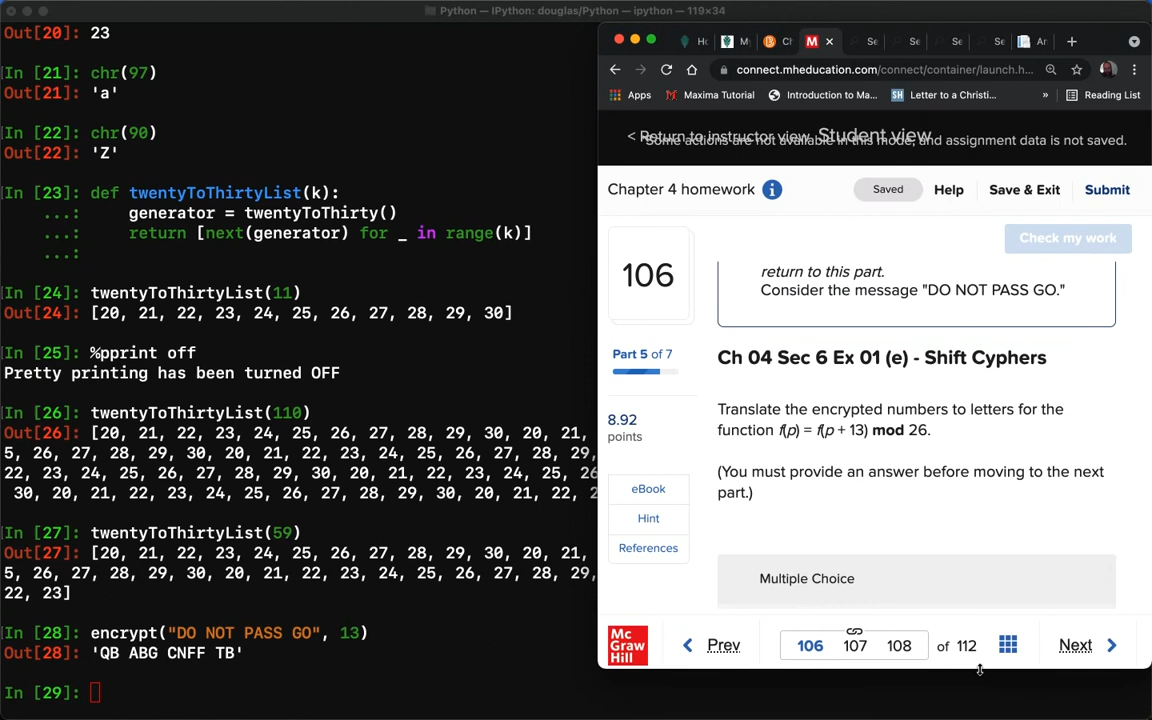 Python — IPython: douglas/Python — ipython — 119×34
Out[20]: 23
In [21]: chr(97)
Out[21]: 'a'
In [22]: chr(90)
Out[22]: 'Z'
In [23]: def twentyToThirtyList(k):
...: generator = twentyToThirty()
...: return [next(generator) for _ in range(k)]
...:
In [24]: twentyToThirtyList(11)
Out[24]: [20, 21, 22, 23, 24, 25, 26, 27, 28, 29, 30]
In [25]: %pprint off
Pretty printing has been turned OFF
In [26]: twentyToThirtyList(110)
Out[26]: [20, 21, 22, 23, 24, 25, 26, 27, 28, 29, 30, 20, 21,
5, 26, 27, 28, 29, 30, 20, 21, 22, 23, 24, 25, 26, 27, 28, 29,
22, 23, 24, 25, 26, 27, 28, 29, 30, 20, 21, 22, 23, 24, 25, 26
30, 20, 21, 22, 23, 24, 25, 26, 27, 28, 29, 30, 20, 21, 22, 2
In [27]: twentyToThirtyList(59)
Out[27]: [20, 21, 22, 23, 24, 25, 26, 27, 28, 29, 30, 20, 21,
5, 26, 27, 28, 29, 30, 20, 21, 22, 23, 24, 25, 26, 27, 28, 29,
22, 23]
In [28]: encrypt("DO NOT PASS GO", 13)
Out[28]: 'QB ABG CNFF TB'
In [29]:
Ho My Ch M Se Se Se Se An
connect.mheducation.com/connect/container/launch.h...
Apps Maxima Tutorial Introduction to Ma... SH Letter to a Christi... » Reading List
< Return to instructor view Student view
Some actions are not available in this mode, and assignment data is not saved.
Chapter 4 homework i Saved Help Save & Exit Submit
Check my work
106
return to this part.
Consider the message "DO NOT PASS GO."
Part 5 of 7
Ch 04 Sec 6 Ex 01 (e) - Shift Cyphers
8.92
points
Translate the encrypted numbers to letters for the
function f(p) = f(p + 13) mod 26.
(You must provide an answer before moving to the next
part.)
eBook
Hint
References
Multiple Choice
Mc
Graw
Hill
Prev 106 107 108 of 112 Next